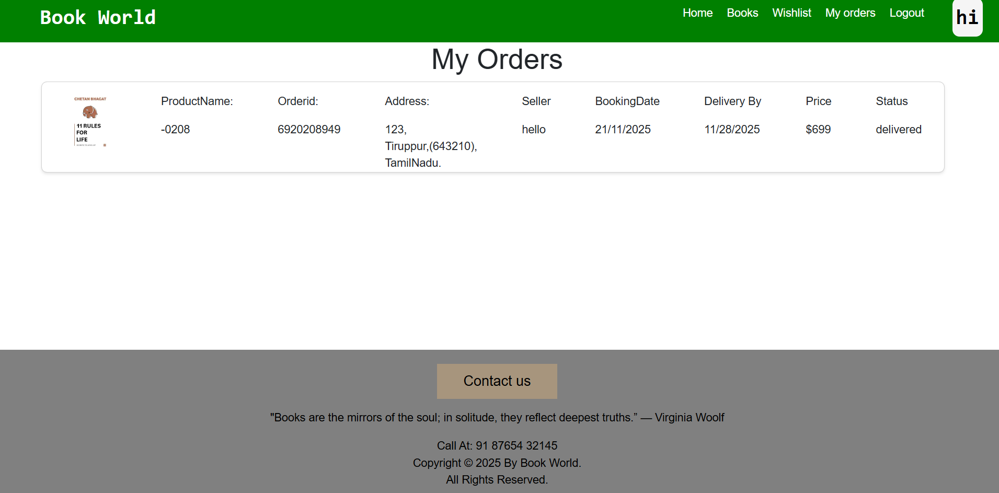 Book World
Home Books Wishlist My orders Logout
hi
My Orders
CHETAN BHAGAT
11 RULES
FOR
LIFE
ProductName: Orderid: Address: Seller BookingDate Delivery By Price Status
-0208 6920208949 123, hello 21/11/2025 11/28/2025 $699 delivered
Tiruppur,(643210),
TamilNadu.
Contact us
"Books are the mirrors of the soul; in solitude, they reflect deepest truths.” — Virginia Woolf
Call At: 91 87654 32145
Copyright © 2025 By Book World.
All Rights Reserved.